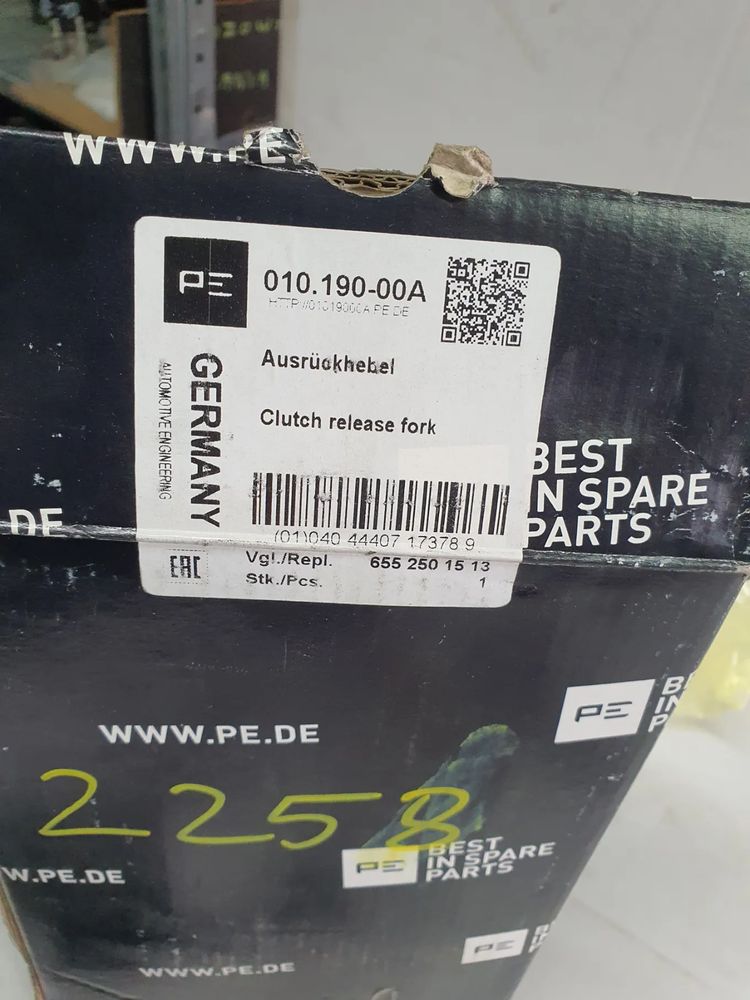 WWW.PE
PE
010.190-00A
HTTP://01019000A.PE.DE
Ausrückhebel
Clutch release fork
GERMANY
AUTOMOTIVE ENGINEERING
(01)040 44407 17378 9
EAC
Vgl./Repl. 655 250 15 13
Stk./Pcs. 1
BEST
IN SPARE
PARTS
DE
WWW.PE.DE
PE
2258
W.PE.DE
PE
BEST
IN SPARE
PARTS
WWW.PE.DE
PE